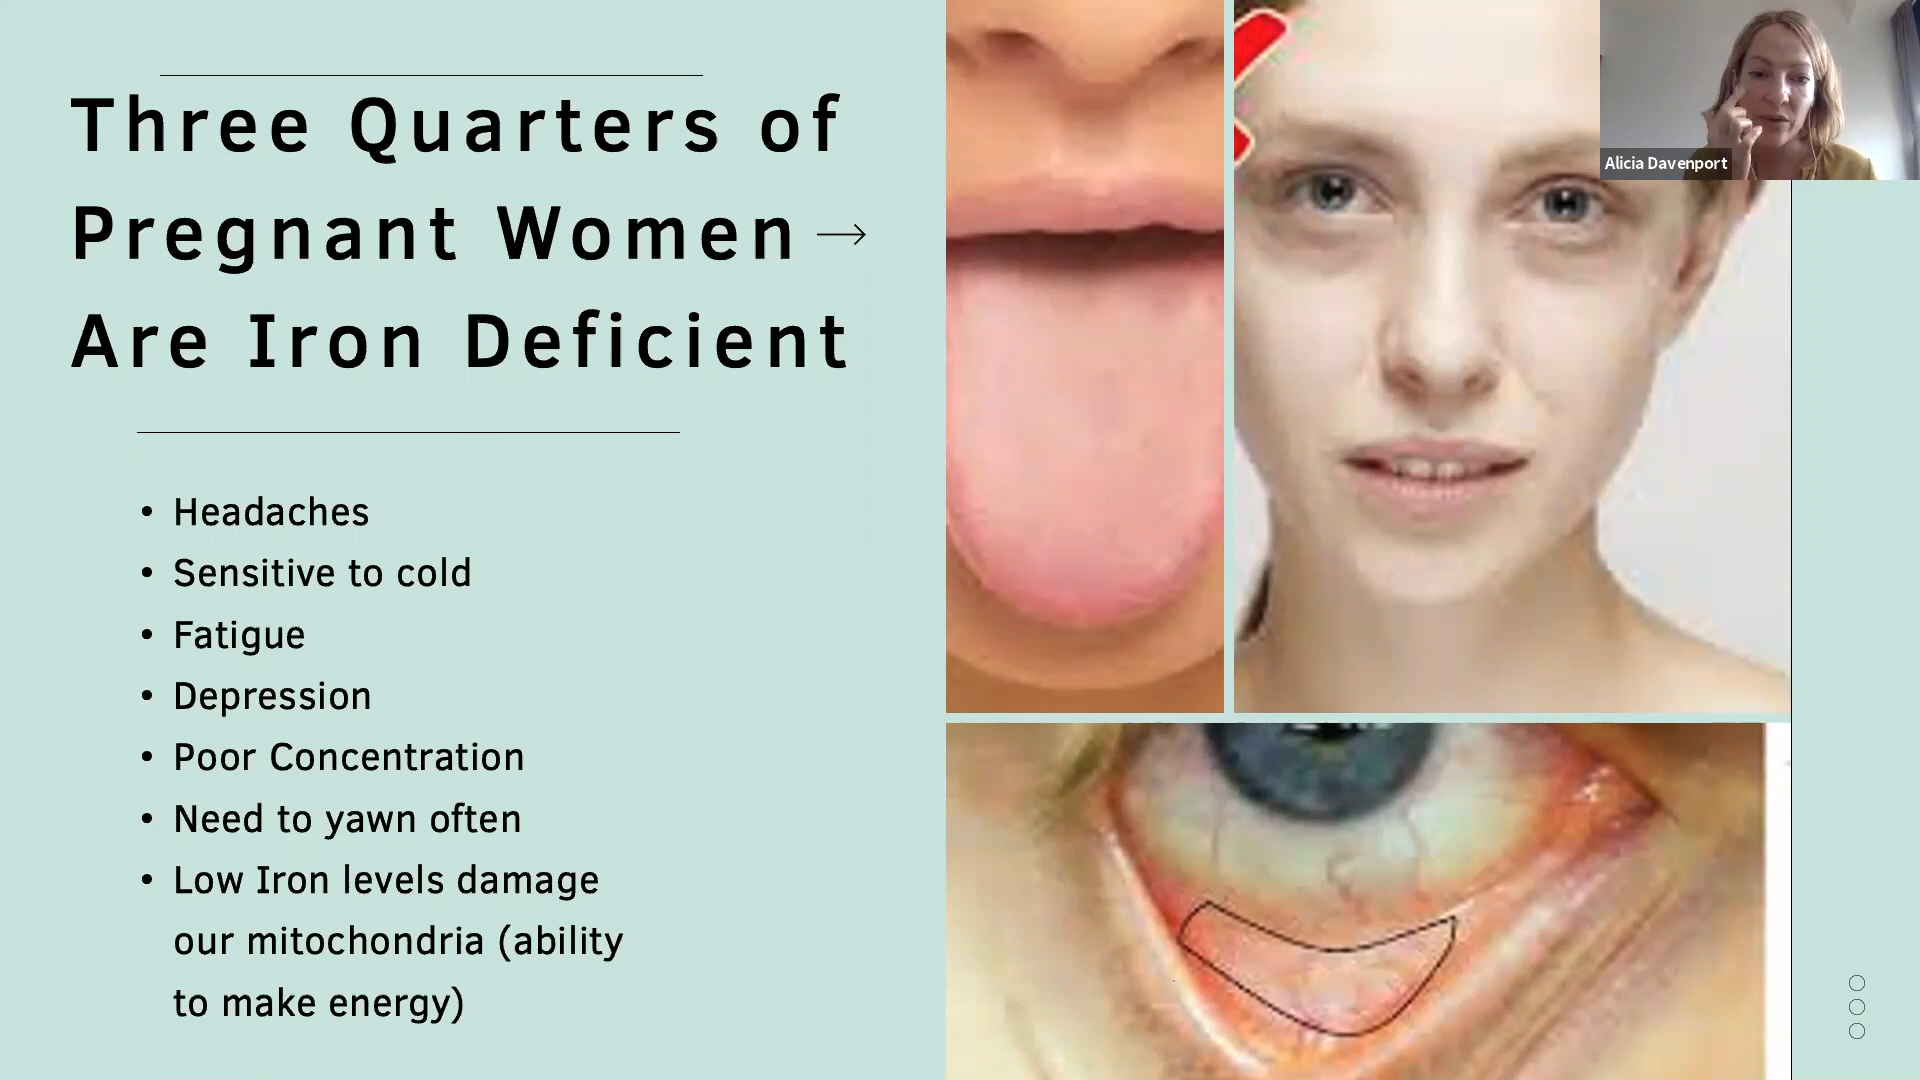 Three Quarters of
Pregnant Women
Are Iron Deficient
• Headaches
• Sensitive to cold
• Fatigue
• Depression
• Poor Concentration
• Need to yawn often
• Low Iron levels damage
our mitochondria (ability
to make energy)
Alicia Davenport